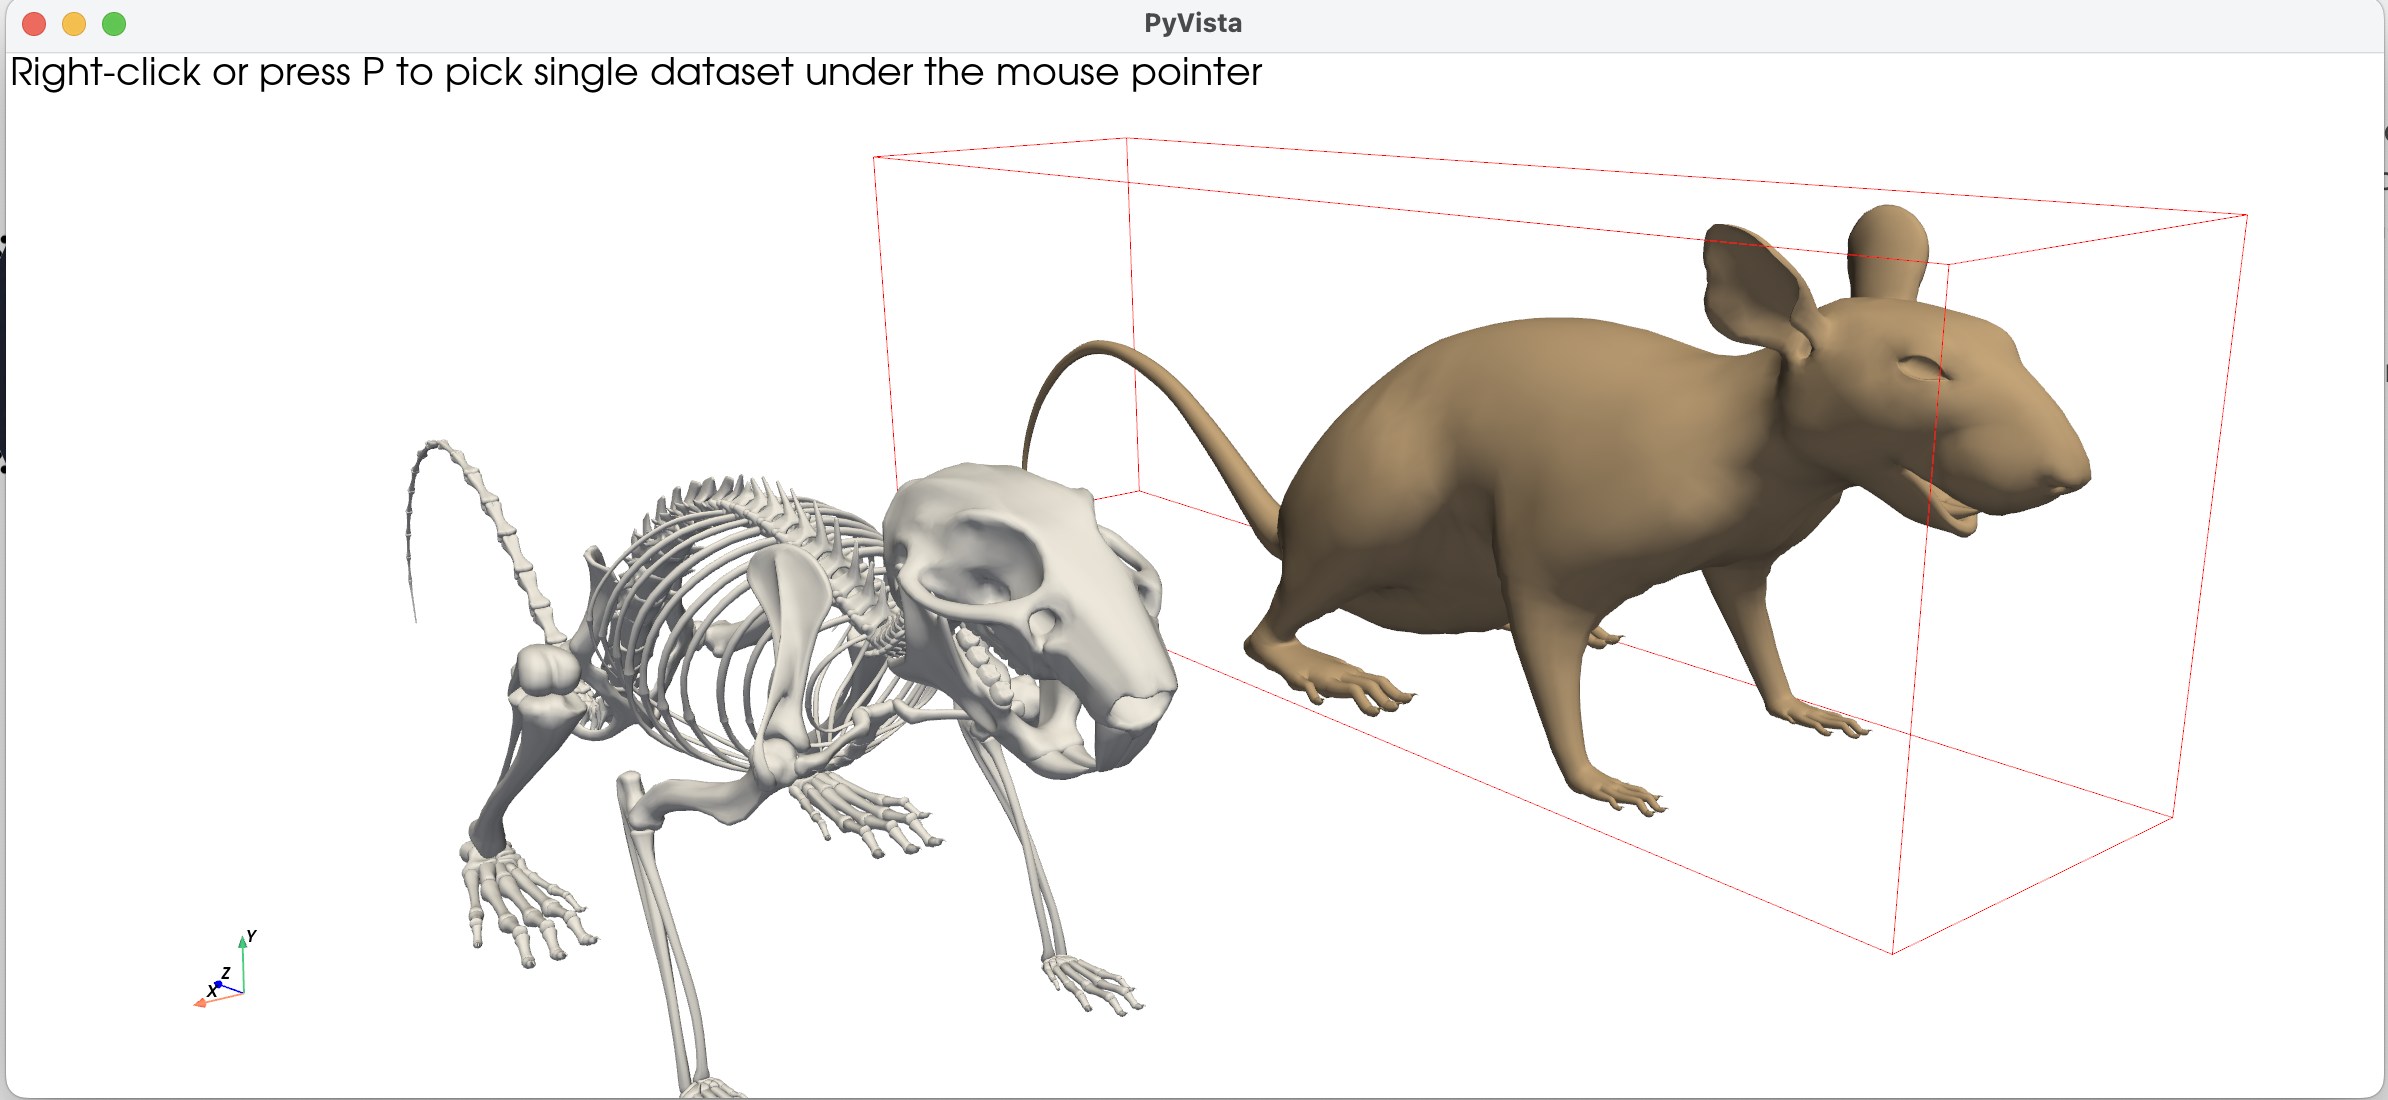 PyVista
Right-click or press P to pick single dataset under the mouse pointer
Y
Z
X